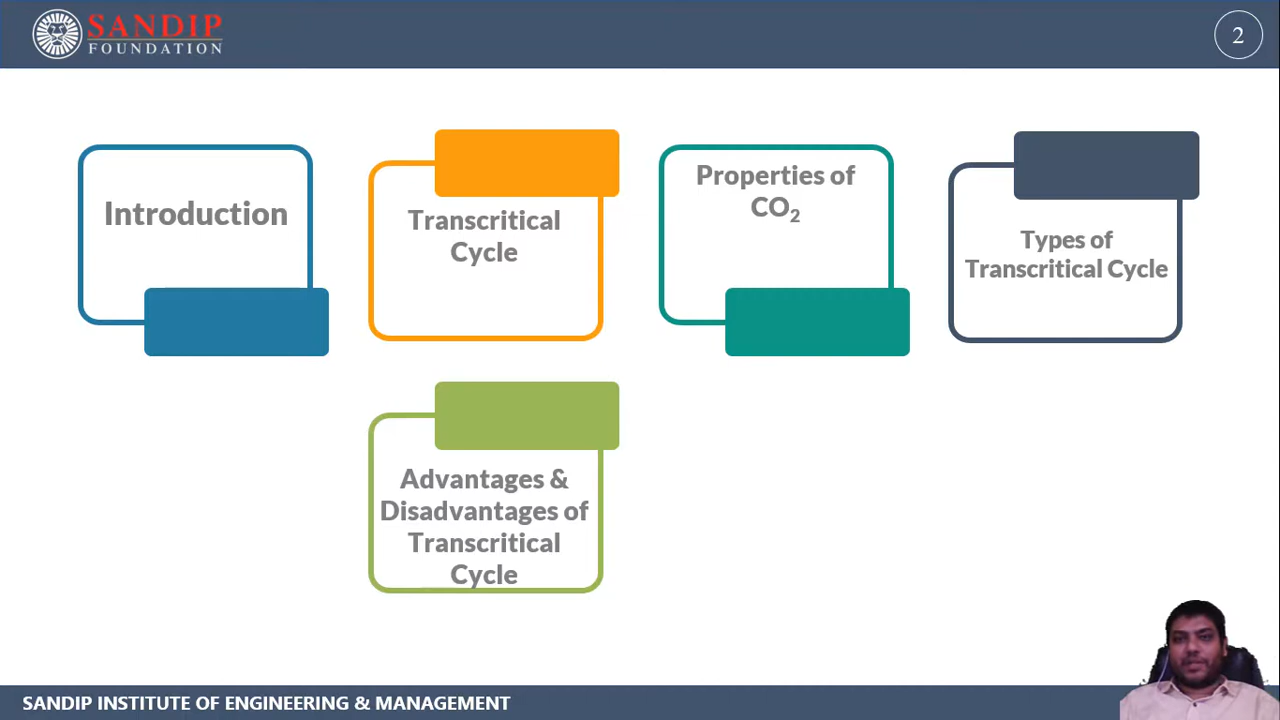 SANDIP
FOUNDATION
2
Introduction
Transcritical
Cycle
Properties of
CO₂
Types of
Transcritical Cycle
Advantages &
Disadvantages of
Transcritical
Cycle
SANDIP INSTITUTE OF ENGINEERING & MANAGEMENT